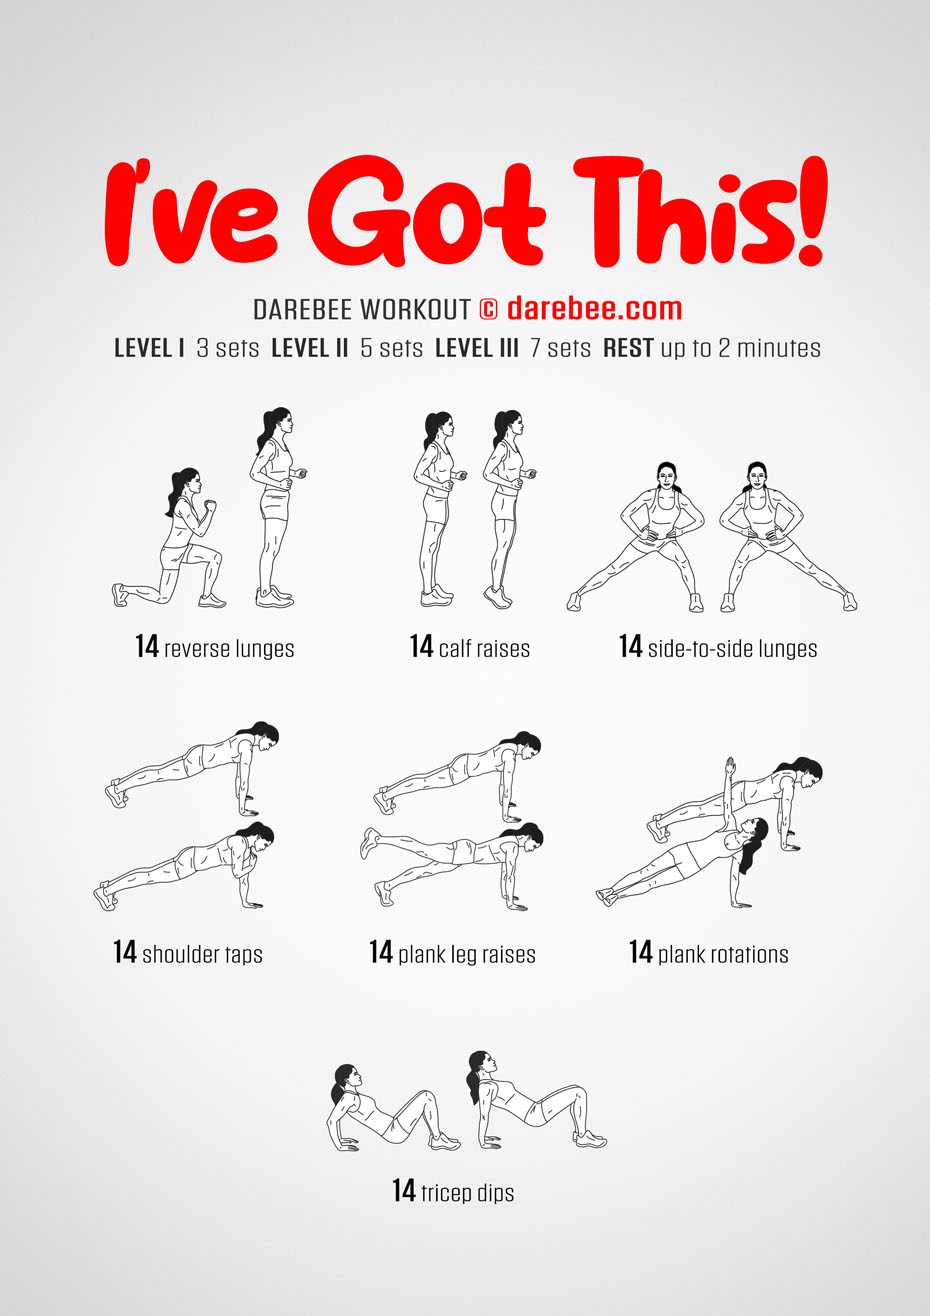 I've Got This!
DAREBEE WORKOUT © darebee.com
LEVEL I 3 sets LEVEL II 5 sets LEVEL III 7 sets REST up to 2 minutes
14 reverse lunges
14 calf raises
14 side-to-side lunges
14 shoulder taps
14 plank leg raises
14 plank rotations
14 tricep dips